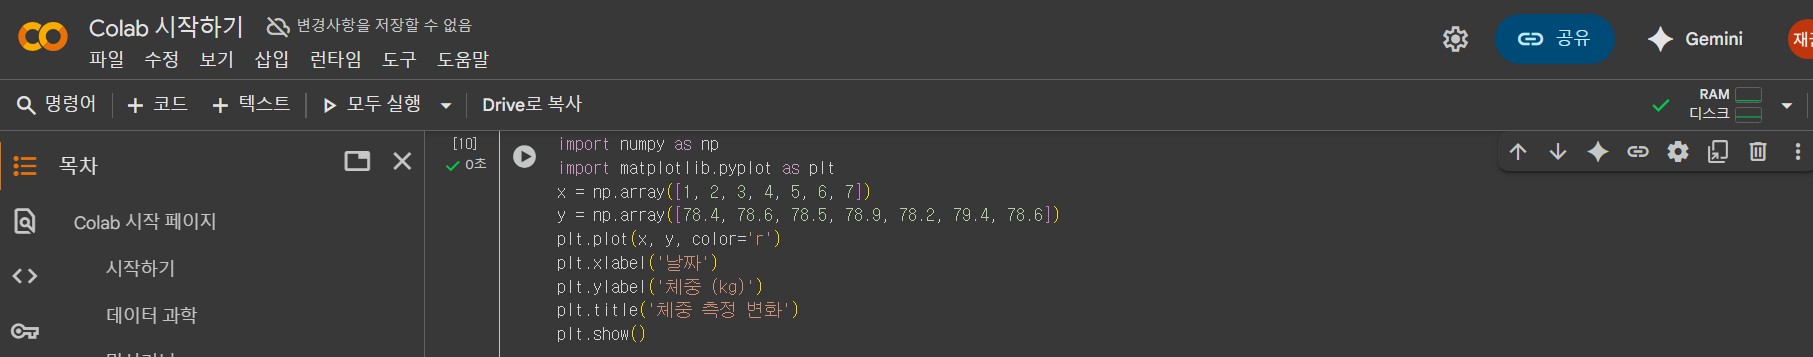 Colab 시작하기 변경사항을 저장할 수 없음
파일 수정 보기 삽입 런타임 도구 도움말
공유 Gemini
명령어 + 코드 + 텍스트 모두 실행 Drive로 복사
RAM
디스크
목차
Colab 시작 페이지
시작하기
데이터 과학
[10]
0초
import numpy as np
import matplotlib.pyplot as plt
x = np.array([1, 2, 3, 4, 5, 6, 7])
y = np.array([78.4, 78.6, 78.5, 78.9, 78.2, 79.4, 78.6])
plt.plot(x, y, color='r')
plt.xlabel('날짜')
plt.ylabel('체중 (kg)')
plt.title('체중 측정 변화')
plt.show()